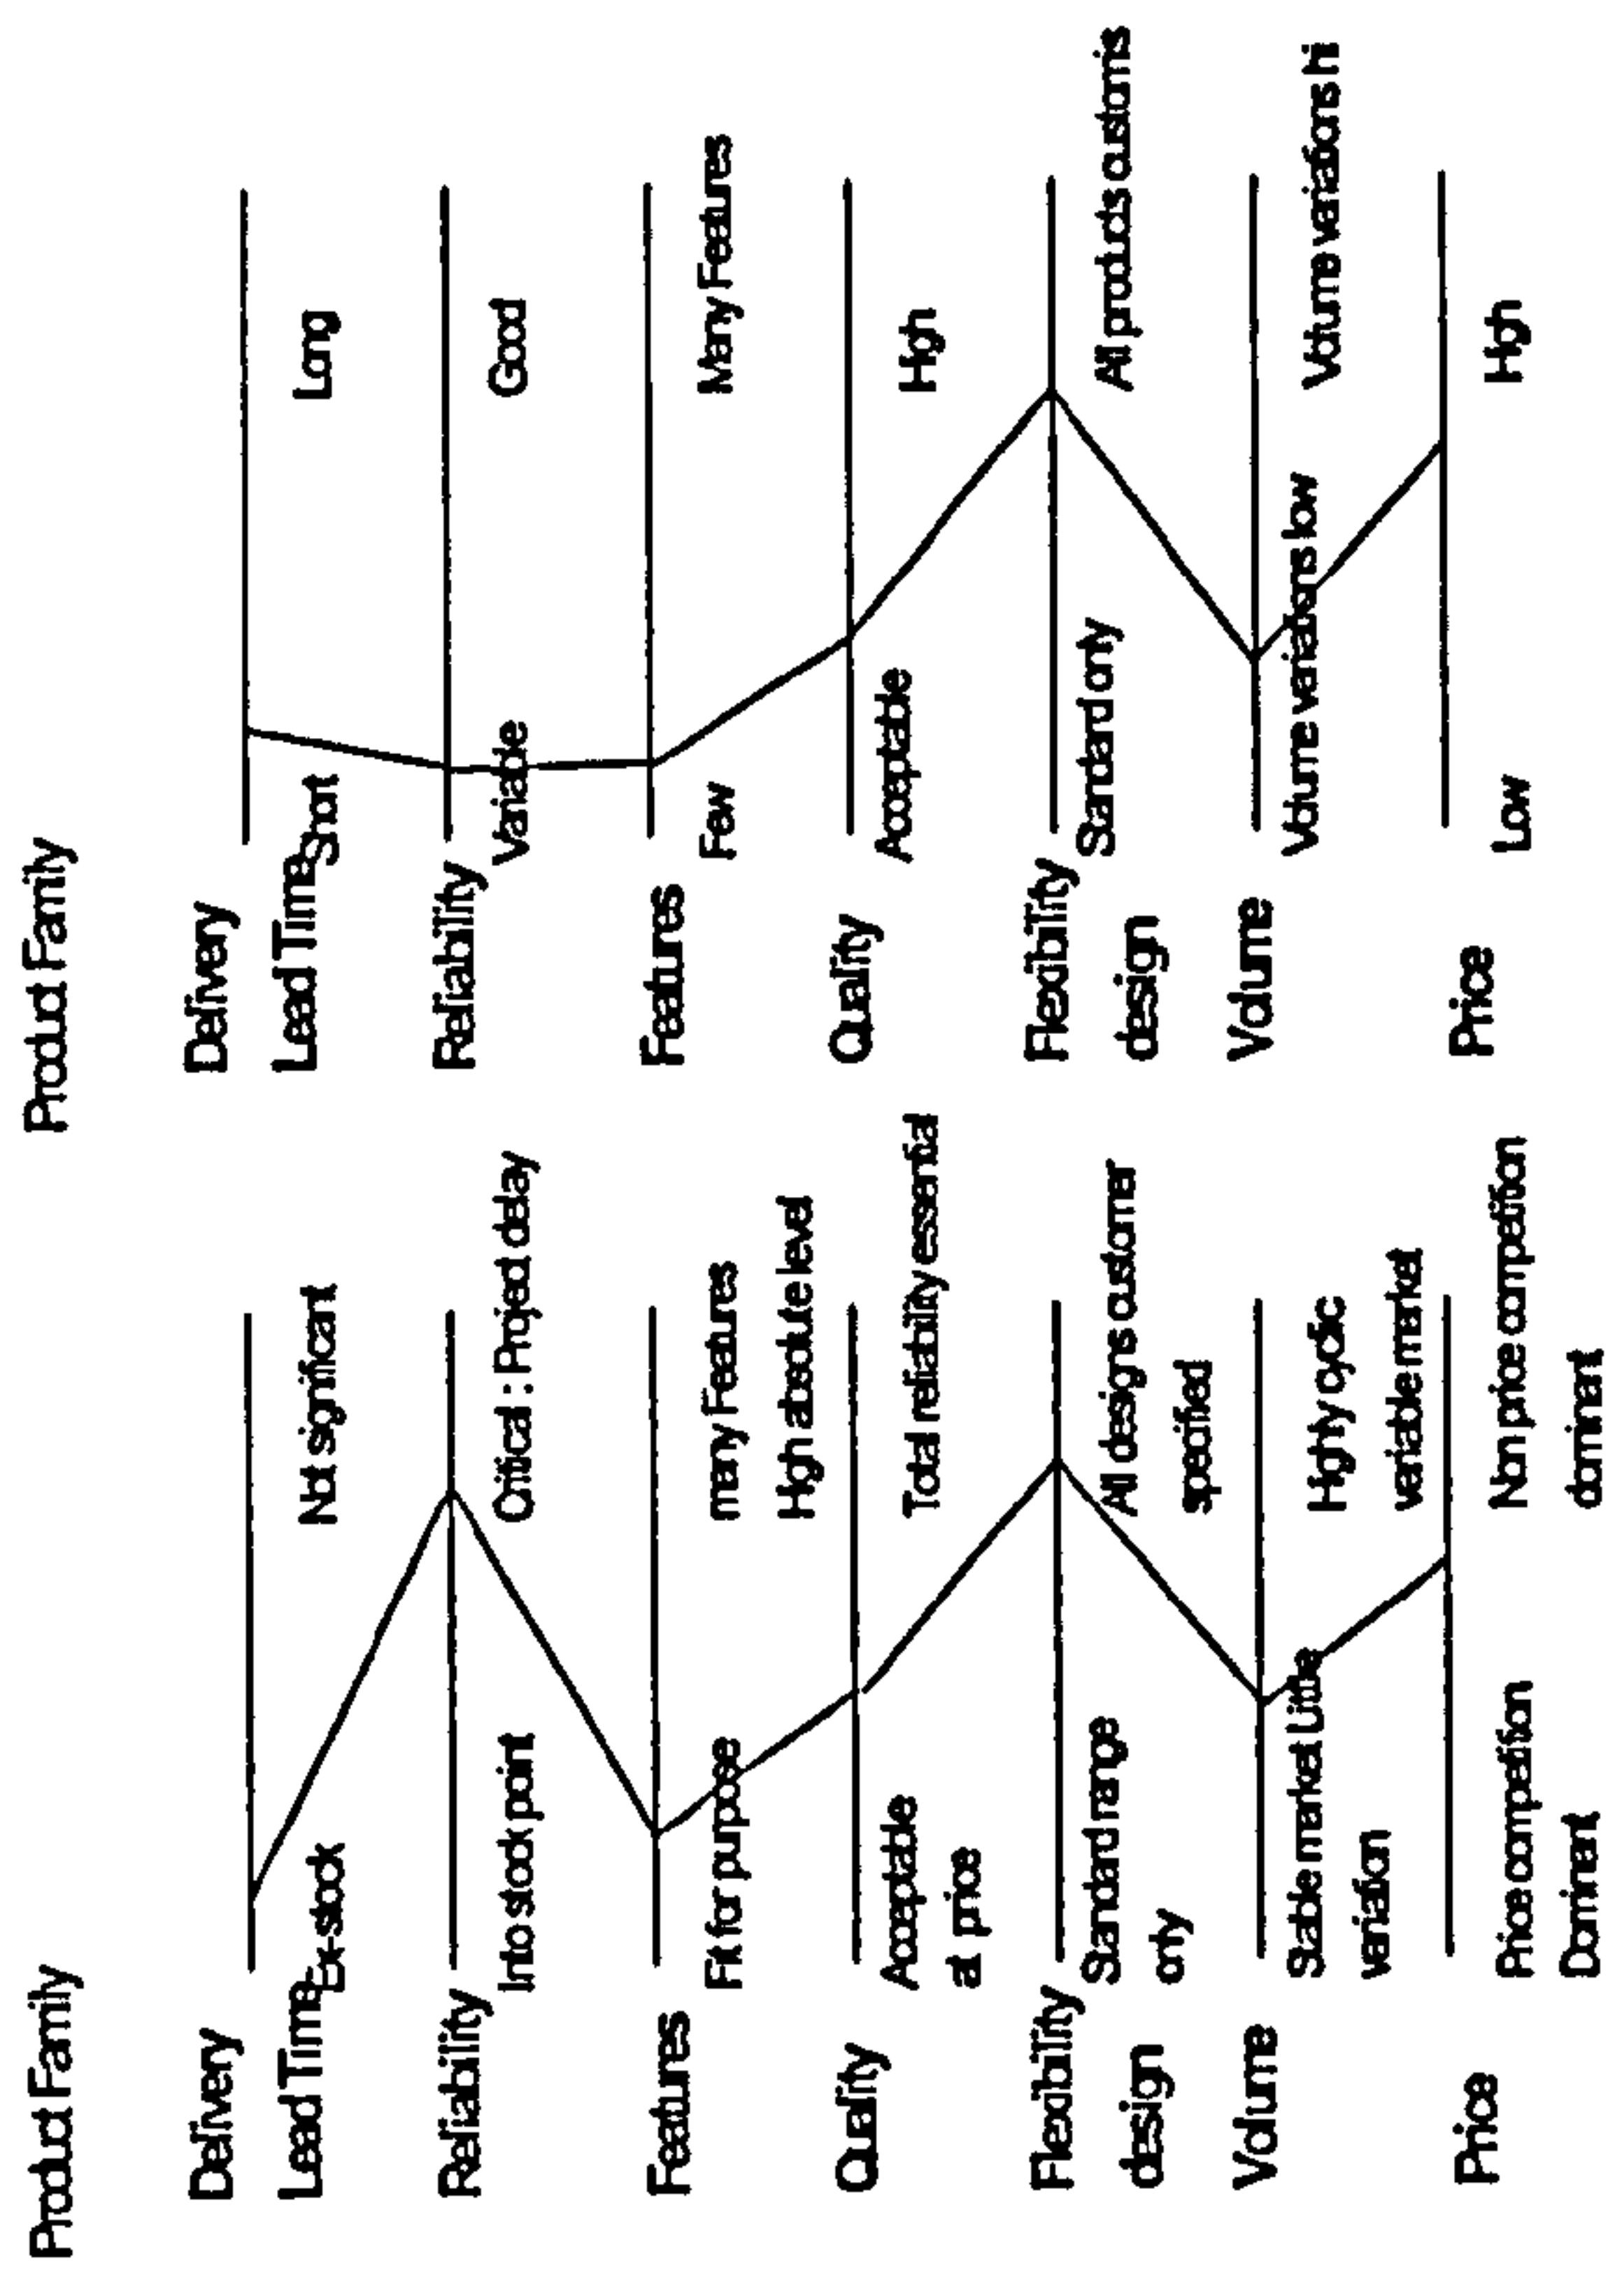 Product Family
Delivery
Lead Time
Ex-stock
Not significant
Reliability
Into stock point
Critical : Project delay
Features
Fit for purpose
many Features
High absolute level
Quality
Acceptable
at price
Total reliability essential
Flexibility
design
Standard range
only
All designs customer
specified
Volume
Stable market Little
variation
Highly cyclic
variable market
Price
Price competition
Dominant
Non price competition
dominant
Product Family
Delivery
Lead Time
Short
Long
Reliability
Variable
Good
Features
Few
Many Features
Quality
Acceptable
High
Flexibility
design
Standard only
All products customis
Volume
Volume variations low
Volume variations hi
Price
Low
High